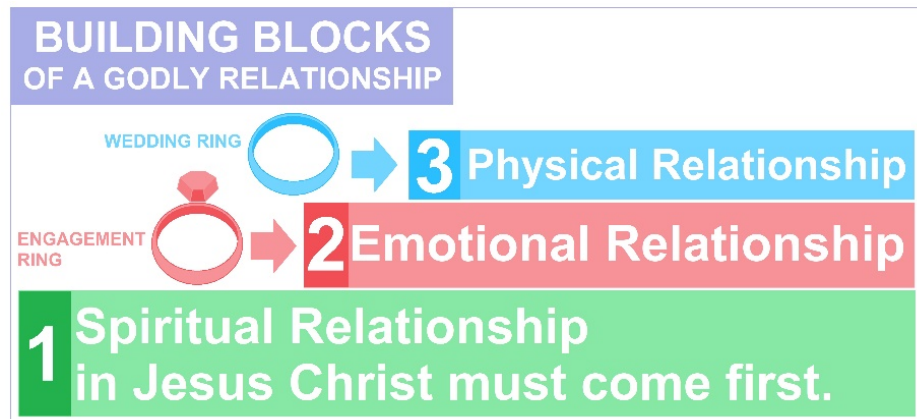 BUILDING BLOCKS
OF A GODLY RELATIONSHIP
WEDDING RING
3 Physical Relationship
ENGAGEMENT
RING
2 Emotional Relationship
1 Spiritual Relationship
in Jesus Christ must come first.